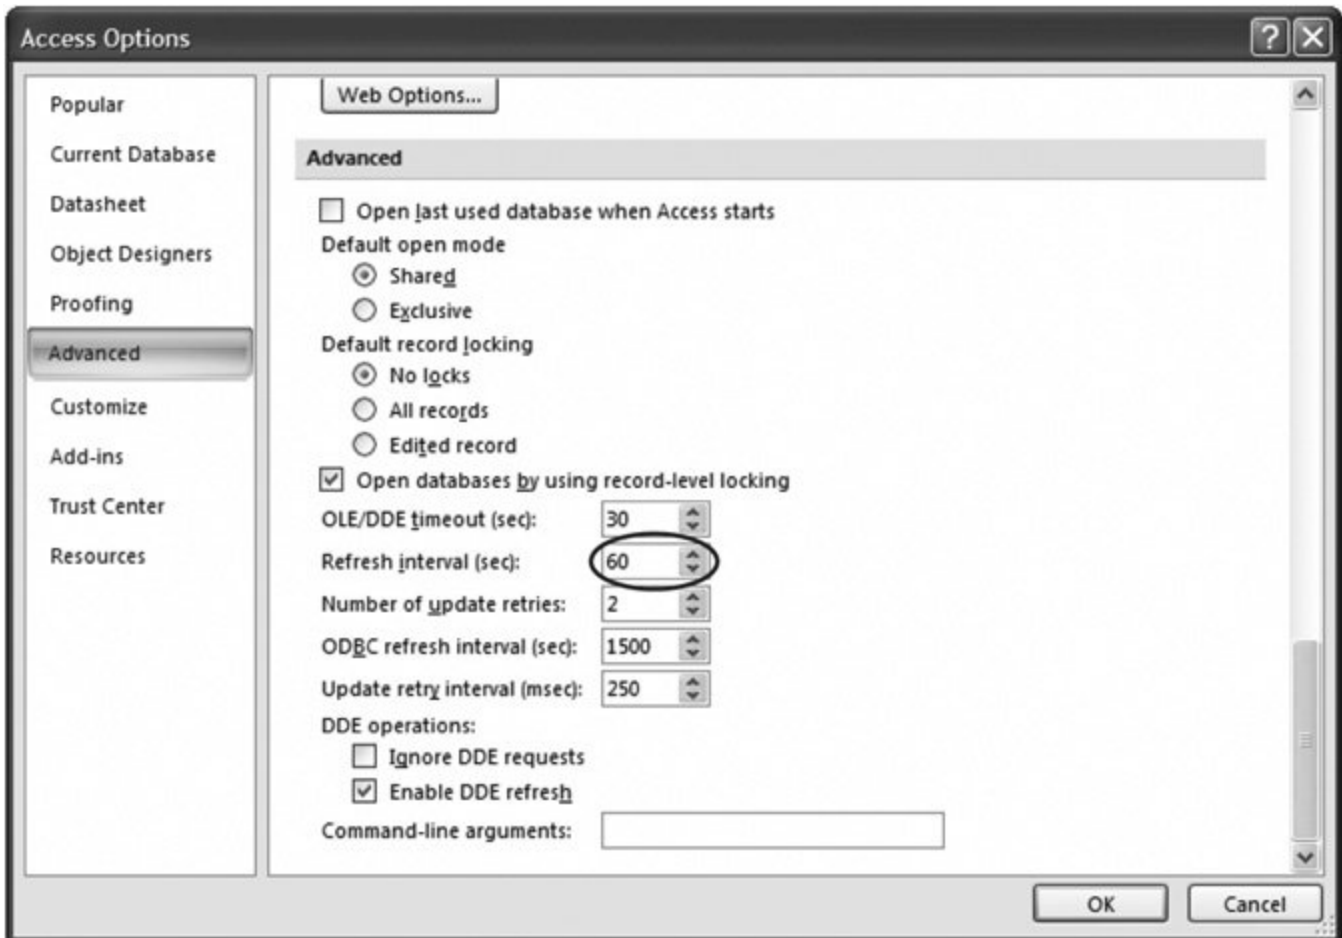 Access Options
Popular
Current Database
Datasheet
Object Designers
Proofing
Advanced
Customize
Add-ins
Trust Center
Resources
Web Options...
Advanced
Open last used database when Access starts
Default open mode
Shared
Exclusive
Default record locking
No locks
All records
Edited record
Open databases by using record-level locking
OLE/DDE timeout (sec): 30
Refresh interval (sec): 60
Number of update retries: 2
ODBC refresh interval (sec): 1500
Update retry interval (msec): 250
DDE operations:
Ignore DDE requests
Enable DDE refresh
Command-line arguments:
OK Cancel